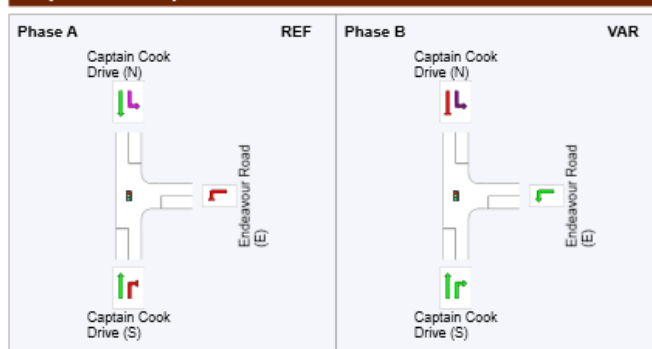 Phase A
REF
Captain Cook
Drive (N)
Endeavour Road
(E)
Captain Cook
Drive (S)
Phase B
VAR
Captain Cook
Drive (N)
Endeavour Road
(E)
Captain Cook
Drive (S)